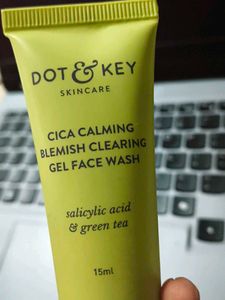 DOT & KEY
SKINCARE
CICA CALMING
BLEMISH CLEARING
GEL FACE WASH
salicylic acid
& green tea
15ml